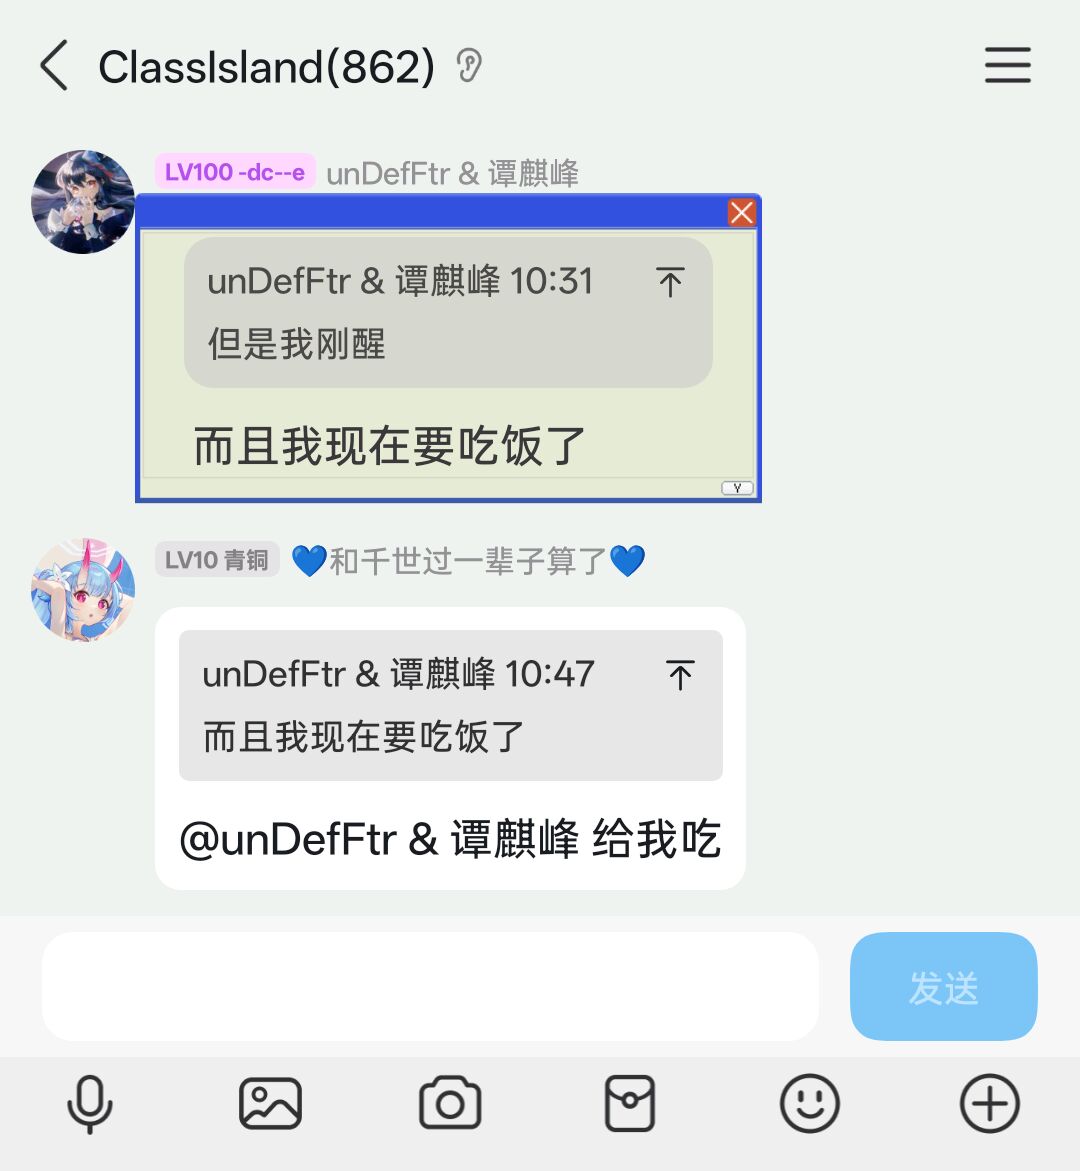 ClassIsland(862)
LV100 -dc--e unDefFtr & 谭麒峰
unDefFtr & 谭麒峰 10:31
但是我刚醒
而且我现在要吃饭了
Y
LV10 青铜 💙和千世过一辈子算了💙
unDefFtr & 谭麒峰 10:47
而且我现在要吃饭了
@unDefFtr & 谭麒峰 给我吃
发送